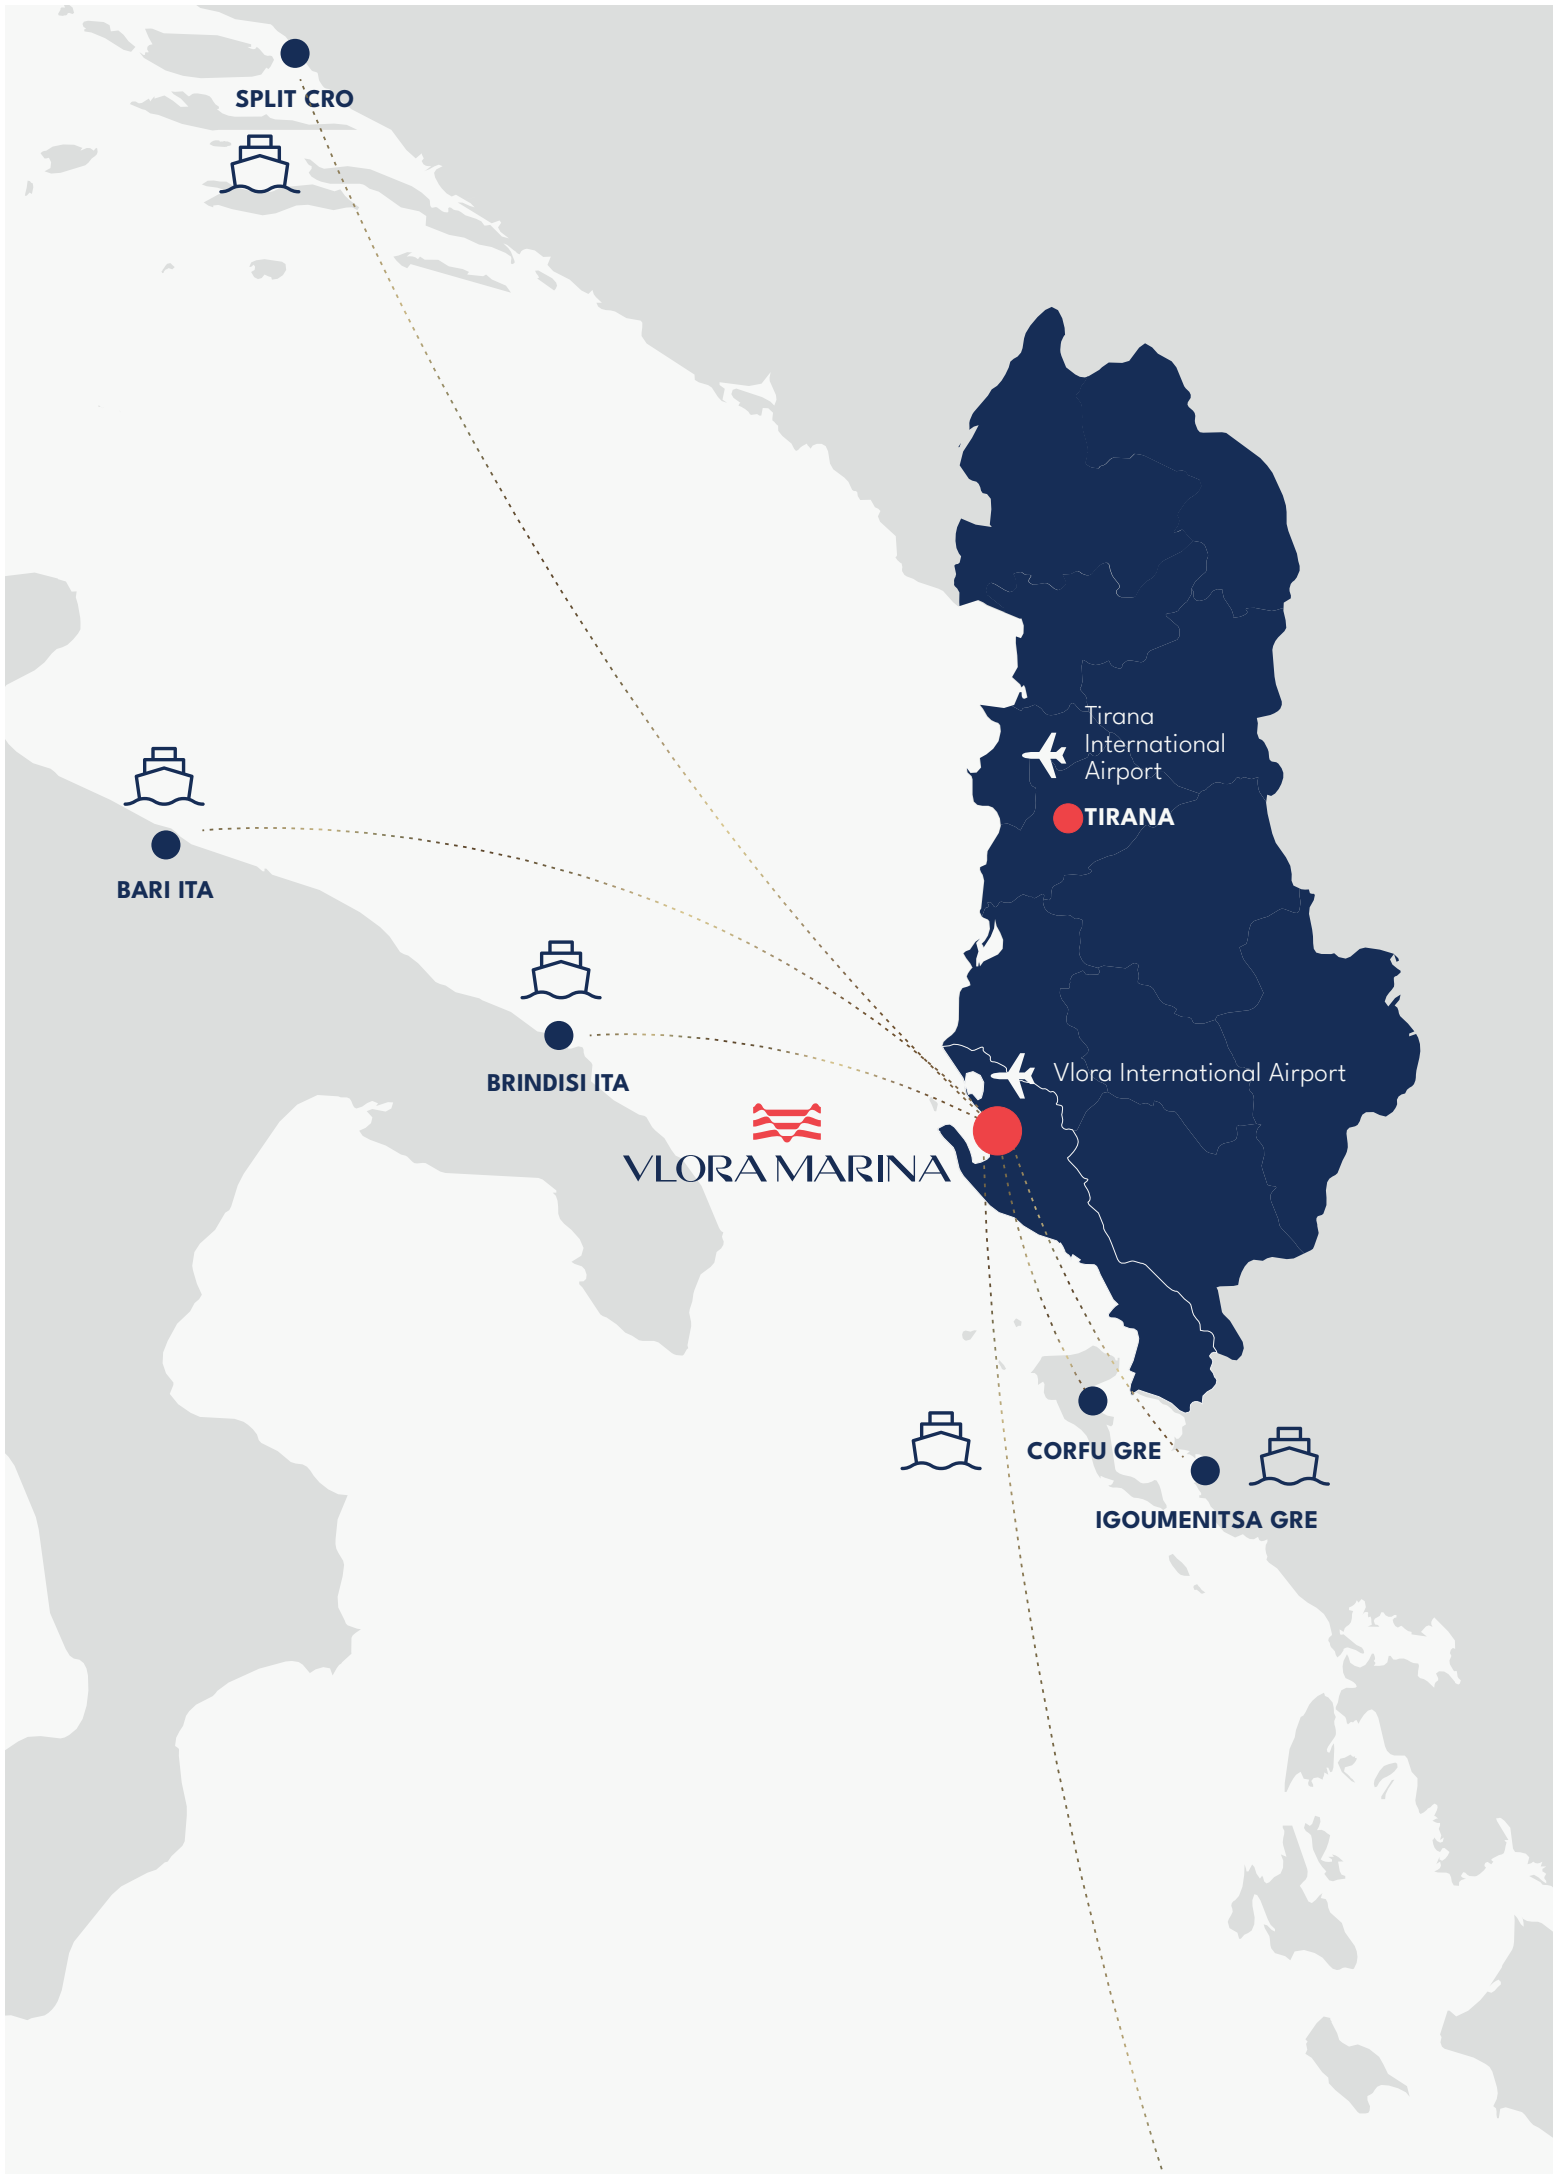 SPLIT CRO
Tirana
International
Airport
TIRANA
BARI ITA
BRINDISI ITA
Vlora International Airport
VLORA MARINA
CORFU GRE
IGOUMENITSA GRE